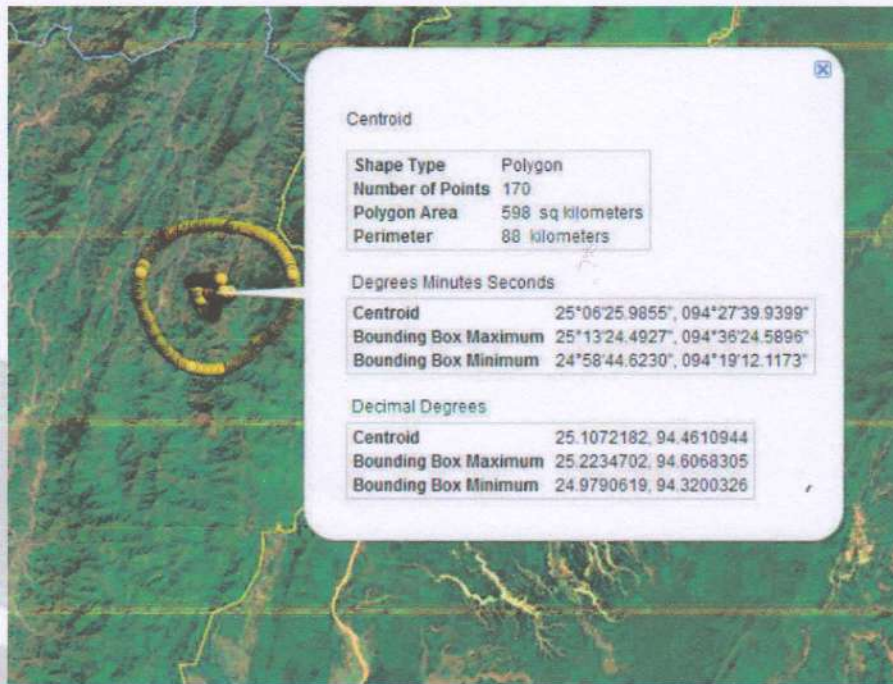 Centroid
Shape Type Polygon
Number of Points 170
Polygon Area 598 sq kilometers
Perimeter 88 kilometers
Degrees Minutes Seconds
Centroid 25°06'25.9855", 094°27'39.9399"
Bounding Box Maximum 25°13'24.4927", 094°36'24.5896"
Bounding Box Minimum 24°58'44.6230", 094°19'12.1173"
Decimal Degrees
Centroid 25.1072182, 94.4610944
Bounding Box Maximum 25.2234702, 94.6068305
Bounding Box Minimum 24.9790619, 94.3200326